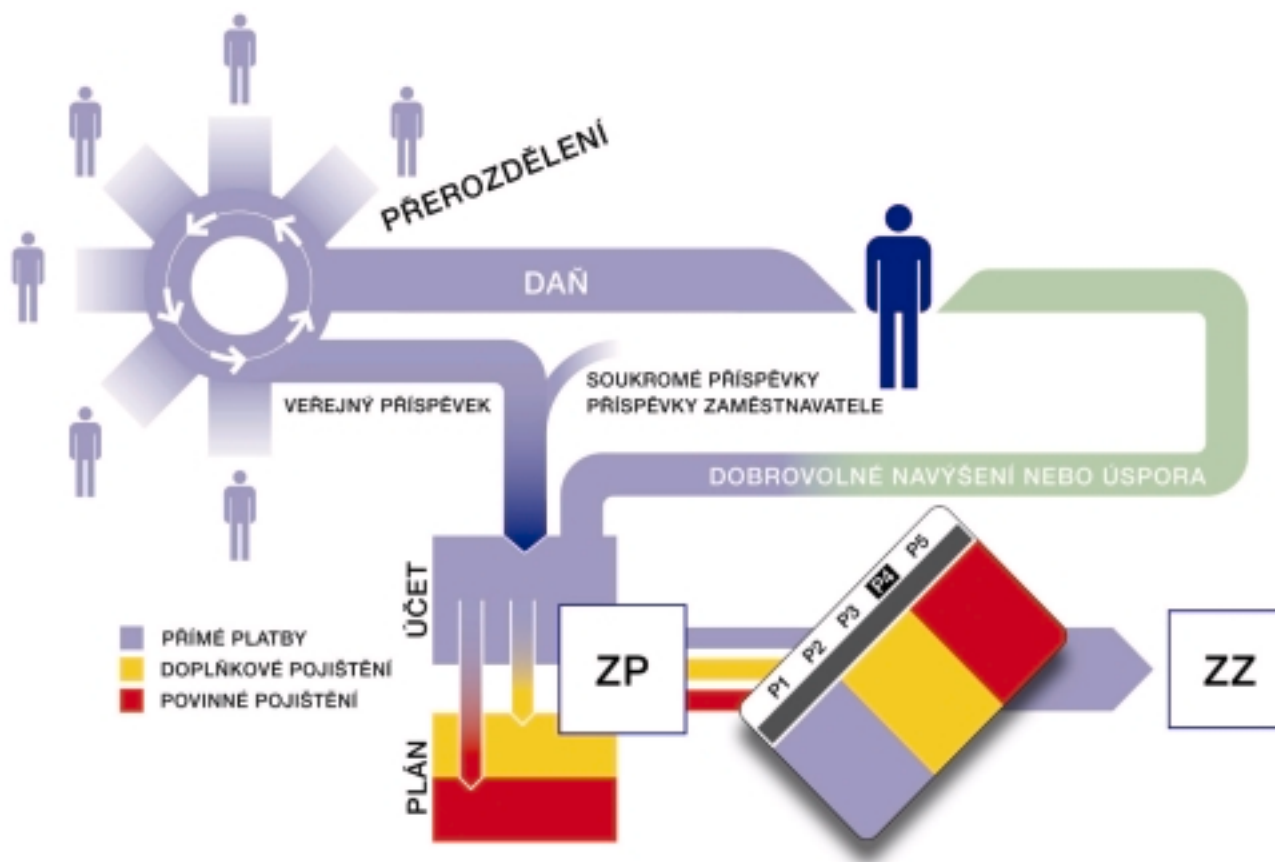 PŘEROZDĚLENÍ
DAŇ
VEŘEJNÝ PŘÍSPĚVEK
SOUKROMÉ PŘÍSPĚVKY
PŘÍSPĚVKY ZAMĚSTNAVATELE
DOBROVOLNÉ NAVÝŠENÍ NEBO ÚSPORA
ÚČET
PŘÍMÉ PLATBY
DOPLŇKOVÉ POJIŠTĚNÍ
POVINNÉ POJIŠTĚNÍ
PLÁN
ZP
P1 P2 P3 P4 P5
ZZ